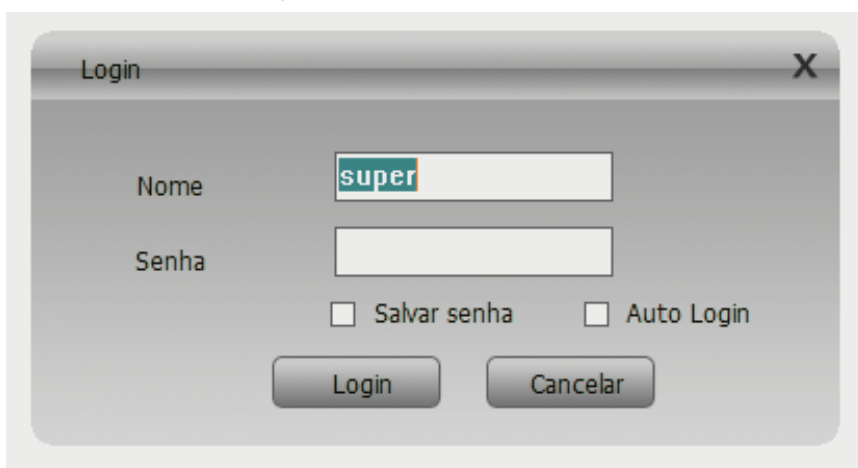 Login X
Nome super
Senha
Salvar senha Auto Login
Login Cancelar